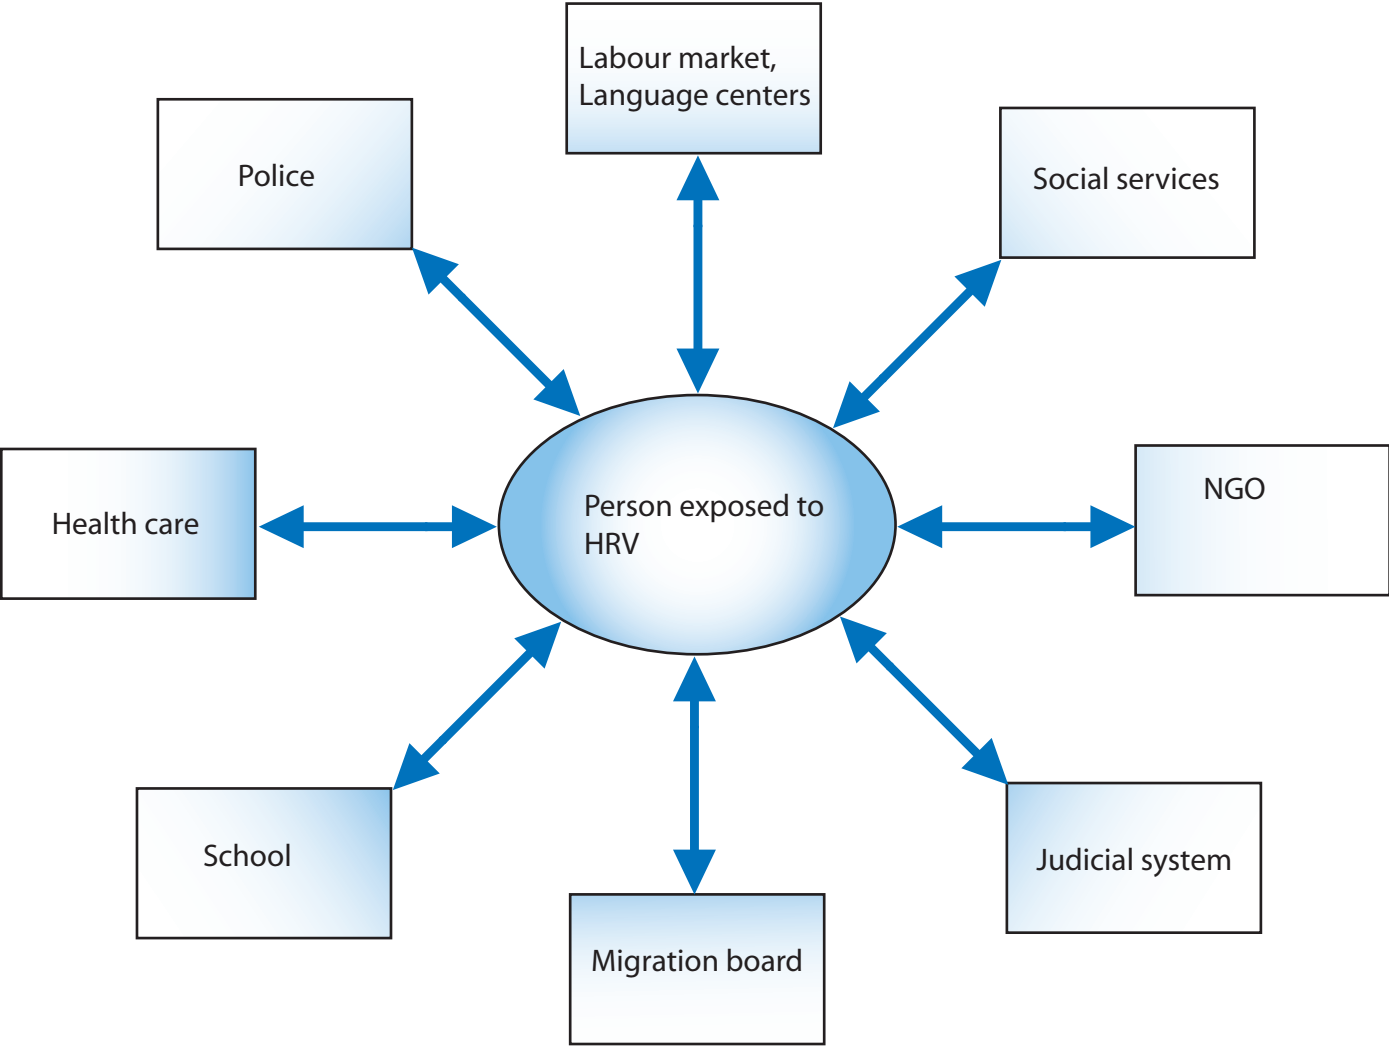 Labour market,
Language centers
Police
Social services
NGO
Person exposed to
HRV
Health care
School
Judicial system
Migration board